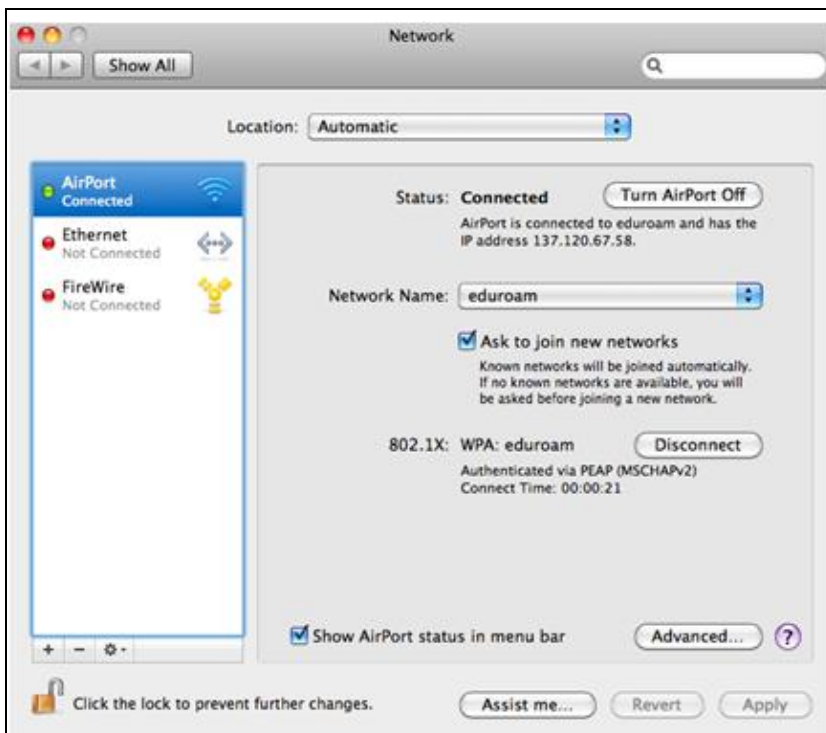 Network
Show All
Location: Automatic
AirPort
Connected
Ethernet
Not Connected
FireWire
Not Connected
Status: Connected
Turn AirPort Off
AirPort is connected to eduroam and has the
IP address 137.120.67.58.
Network Name: eduroam
Ask to join new networks
Known networks will be joined automatically.
If no known networks are available, you will
be asked before joining a new network.
802.1X: WPA: eduroam
Disconnect
Authenticated via PEAP (MSCHAPv2)
Connect Time: 00:00:21
Show AirPort status in menu bar
Advanced...
?
Click the lock to prevent further changes.
Assist me...
Revert
Apply